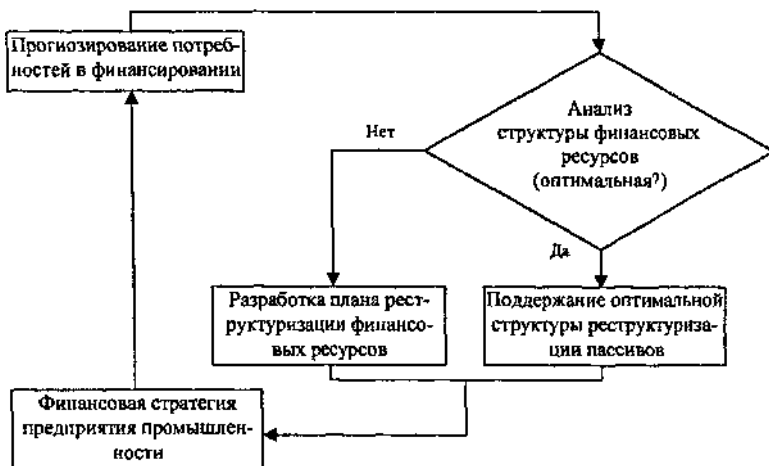 Прогнозирование потреб-
ностей в финансировании
Анализ
структуры финансовых
ресурсов
(оптимальная?)
Нет
Да
Разработка плана рест-
руктуризации финансо-
вых ресурсов
Поддержание оптимальной
структуры реструктуриза-
ции пассивов
Финансовая стратегия
предприятия промышлен-
ности